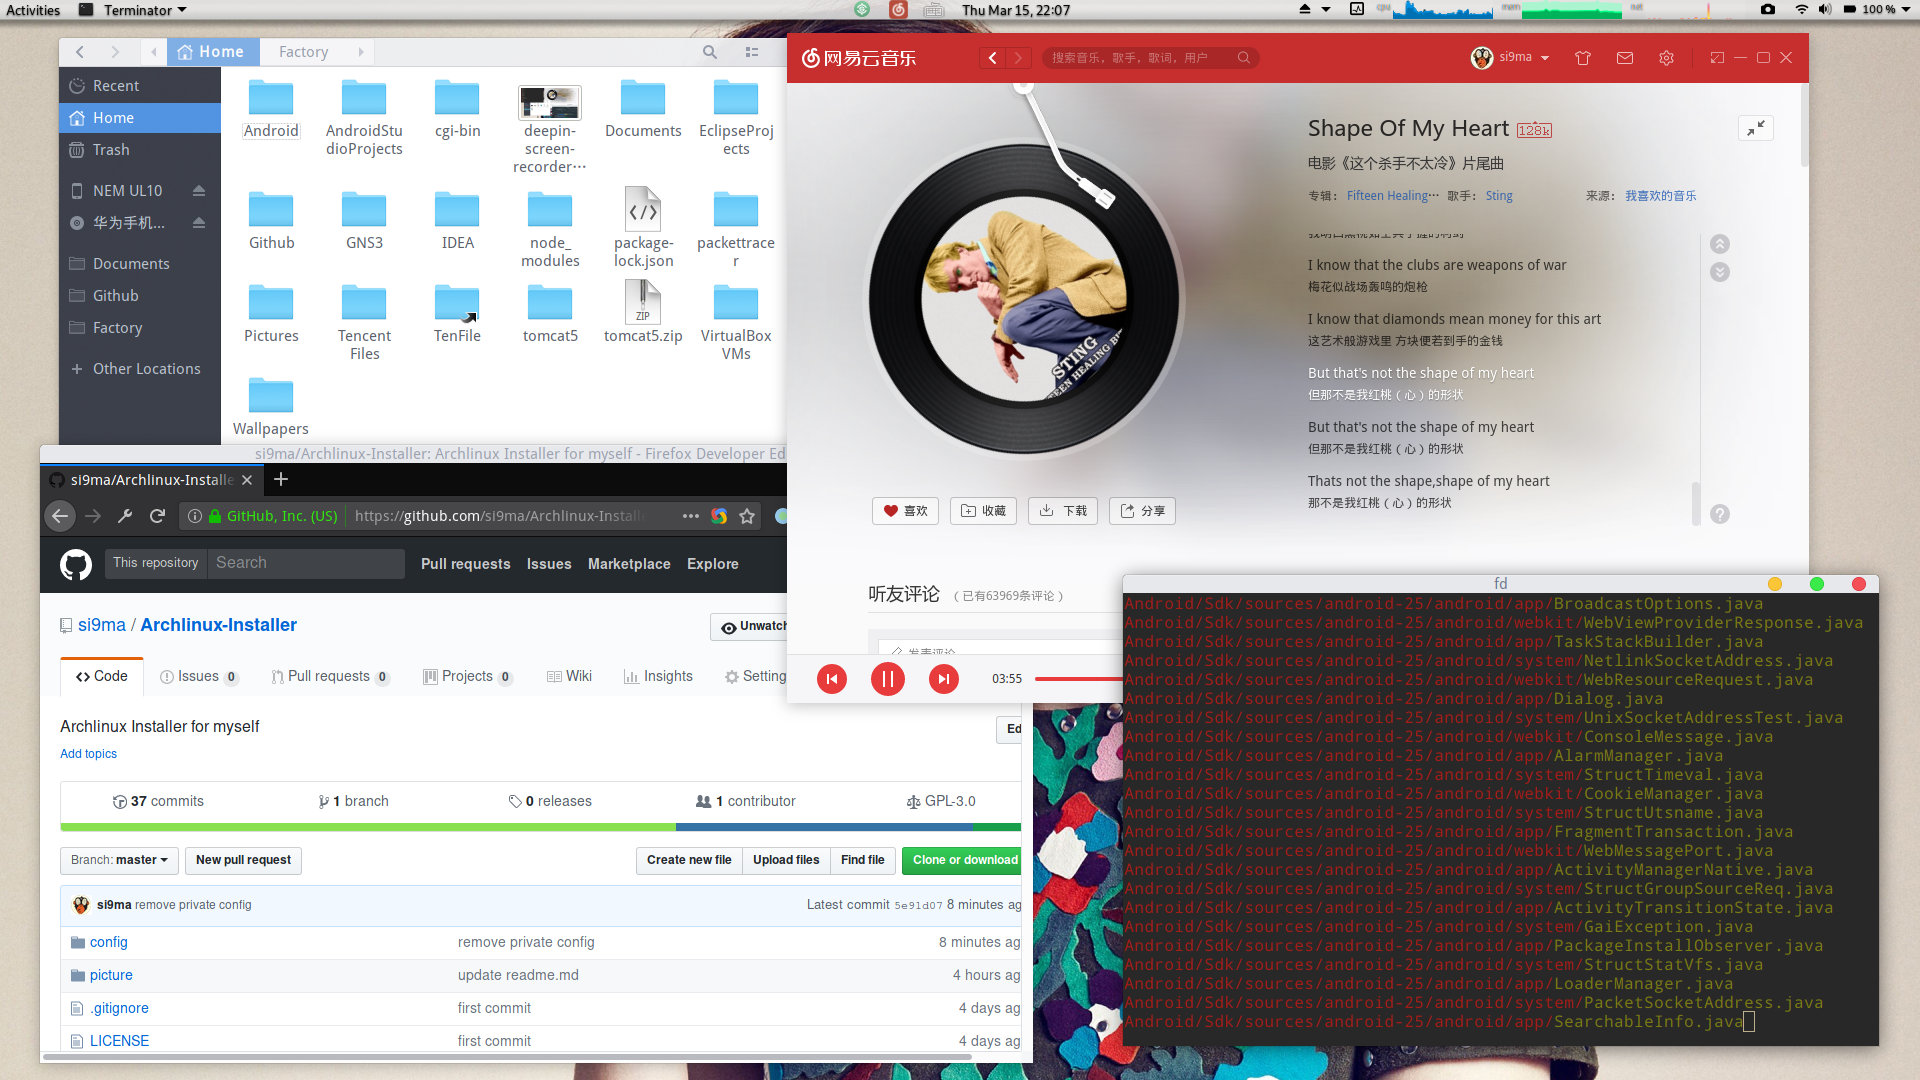 Activities
Terminator
Thu Mar 15, 22:07
cpu
mem
net
100 %
Home
Factory
Recent
Home
Trash
NEM UL10
华为手机...
Documents
Github
Factory
Other Locations
Android
AndroidStudioProjects
cgi-bin
deepin-screen-recorder…
Documents
EclipseProjects
Github
GNS3
IDEA
node_modules
package-lock.json
packettracer
Pictures
Tencent Files
TenFile
tomcat5
ZIP
tomcat5.zip
VirtualBox VMs
Wallpapers
网易云音乐
搜索音乐，歌手，歌词，用户
si9ma
Shape Of My Heart 128k
电影《这个杀手不太冷》片尾曲
专辑： Fifteen Healing… 歌手： Sting 来源： 我喜欢的音乐
I know that the clubs are weapons of war
梅花似战场轰鸣的炮枪
I know that diamonds mean money for this art
这艺术般游戏里 方块便若到手的金钱
But that's not the shape of my heart
但那不是我红桃（心）的形状
But that's not the shape of my heart
但那不是我红桃（心）的形状
Thats not the shape,shape of my heart
那不是我红桃（心）的形状
STING
喜欢
收藏
下载
分享
听友评论 （已有63969条评论）
发表评论
03:55
si9ma/Archlinux-Installer: Archlinux Installer for myself - Firefox Developer Ed
si9ma/Archlinux-Installe
GitHub, Inc. (US)
https://github.com/si9ma/Archlinux-Install
This repository
Search
Pull requests
Issues
Marketplace
Explore
si9ma / Archlinux-Installer
Unwatch
Code
Issues 0
Pull requests 0
Projects 0
Wiki
Insights
Setting
Archlinux Installer for myself
Ed
Add topics
37 commits
1 branch
0 releases
1 contributor
GPL-3.0
Branch: master
New pull request
Create new file
Upload files
Find file
Clone or download
si9ma remove private config
Latest commit 5e91d07 8 minutes ag
config remove private config 8 minutes ag
picture update readme.md 4 hours ag
.gitignore first commit 4 days ag
LICENSE first commit 4 days ag
fd
Android/Sdk/sources/android-25/android/app/BroadcastOptions.java
Android/Sdk/sources/android-25/android/webkit/WebViewProviderResponse.java
Android/Sdk/sources/android-25/android/app/TaskStackBuilder.java
Android/Sdk/sources/android-25/android/system/NetlinkSocketAddress.java
Android/Sdk/sources/android-25/android/webkit/WebResourceRequest.java
Android/Sdk/sources/android-25/android/app/Dialog.java
Android/Sdk/sources/android-25/android/system/UnixSocketAddressTest.java
Android/Sdk/sources/android-25/android/webkit/ConsoleMessage.java
Android/Sdk/sources/android-25/android/app/AlarmManager.java
Android/Sdk/sources/android-25/android/system/StructTimeval.java
Android/Sdk/sources/android-25/android/webkit/CookieManager.java
Android/Sdk/sources/android-25/android/system/StructUtsname.java
Android/Sdk/sources/android-25/android/app/FragmentTransaction.java
Android/Sdk/sources/android-25/android/webkit/WebMessagePort.java
Android/Sdk/sources/android-25/android/app/ActivityManagerNative.java
Android/Sdk/sources/android-25/android/system/StructGroupSourceReq.java
Android/Sdk/sources/android-25/android/app/ActivityTransitionState.java
Android/Sdk/sources/android-25/android/system/GaiException.java
Android/Sdk/sources/android-25/android/app/PackageInstallObserver.java
Android/Sdk/sources/android-25/android/system/StructStatVfs.java
Android/Sdk/sources/android-25/android/app/LoaderManager.java
Android/Sdk/sources/android-25/android/system/PacketSocketAddress.java
Android/Sdk/sources/android-25/android/app/SearchableInfo.java